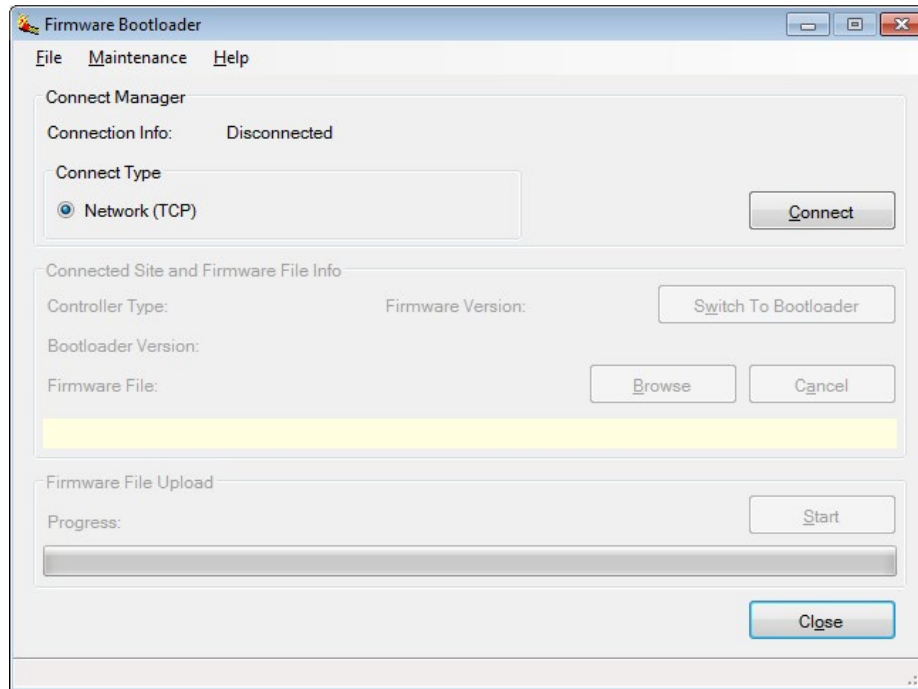 Firmware Bootloader
File Maintenance Help
Connect Manager
Connection Info: Disconnected
Connect Type
Network (TCP)
Connect
Connected Site and Firmware File Info
Controller Type: Firmware Version: Switch To Bootloader
Bootloader Version:
Firmware File: Browse Cancel
Firmware File Upload
Progress: Start
Close